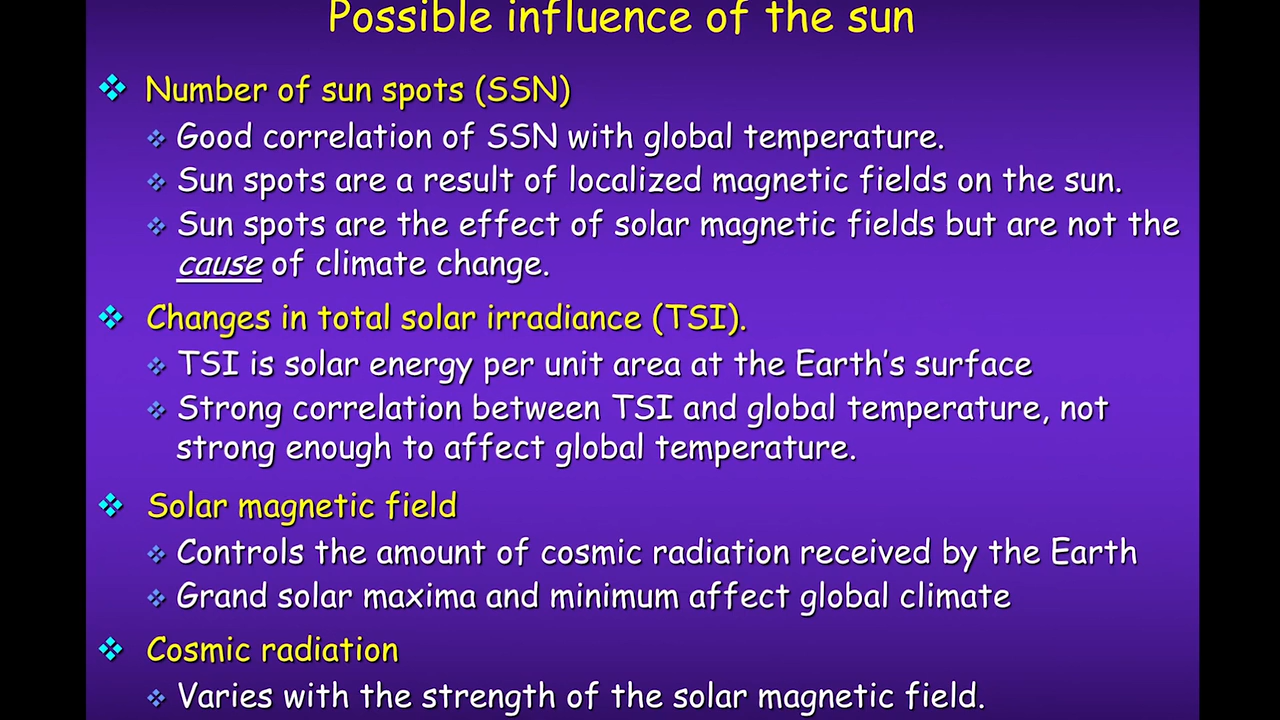 Possible influence of the sun
Number of sun spots (SSN)
Good correlation of SSN with global temperature.
Sun spots are a result of localized magnetic fields on the sun.
Sun spots are the effect of solar magnetic fields but are not the
cause of climate change.
Changes in total solar irradiance (TSI).
TSI is solar energy per unit area at the Earth's surface
Strong correlation between TSI and global temperature, not
strong enough to affect global temperature.
Solar magnetic field
Controls the amount of cosmic radiation received by the Earth
Grand solar maxima and minimum affect global climate
Cosmic radiation
Varies with the strength of the solar magnetic field.